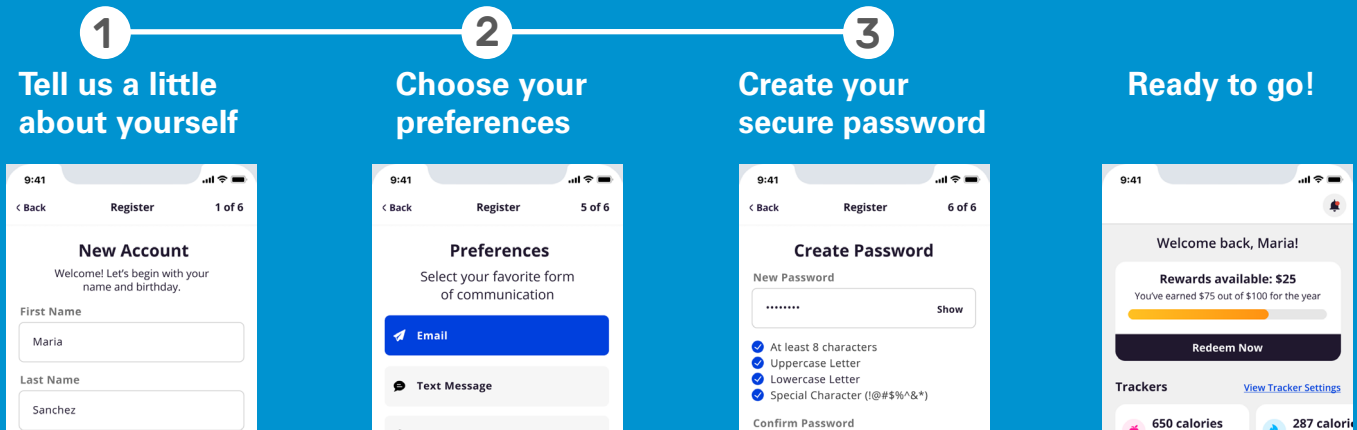 1
2
3
Tell us a little
about yourself
Choose your
preferences
Create your
secure password
Ready to go!
9:41
< Back
Register
1 of 6
New Account
Welcome! Let's begin with your
name and birthday.
First Name
Maria
Last Name
Sanchez
9:41
< Back
Register
5 of 6
Preferences
Select your favorite form
of communication
Email
Text Message
9:41
< Back
Register
6 of 6
Create Password
New Password
········
Show
At least 8 characters
Uppercase Letter
Lowercase Letter
Special Character (!@#$%^&*)
Confirm Password
9:41
Welcome back, Maria!
Rewards available: $25
You've earned $75 out of $100 for the year
Redeem Now
Trackers
View Tracker Settings
650 calories
287 calorie